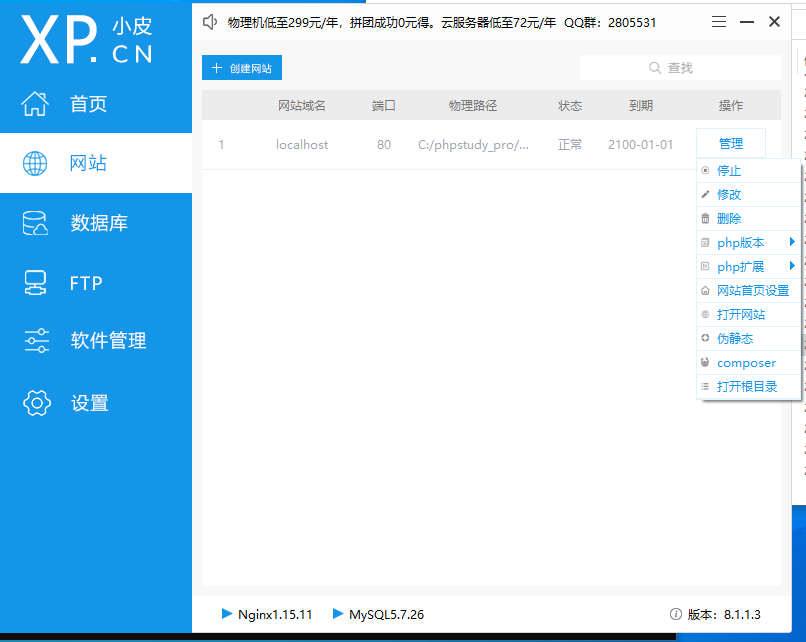 XP.CN 小皮
物理机低至299元/年，拼团成功0元得。云服务器低至72元/年 QQ群：2805531
首页
网站
数据库
FTP
软件管理
设置
创建网站
查找
网站域名 端口 物理路径 状态 到期 操作
1 localhost 80 C:/phpstudy_pro/... 正常 2100-01-01 管理
停止
修改
删除
php版本
php扩展
网站首页设置
打开网站
伪静态
composer
打开根目录
Nginx1.15.11 MySQL5.7.26 版本：8.1.1.3